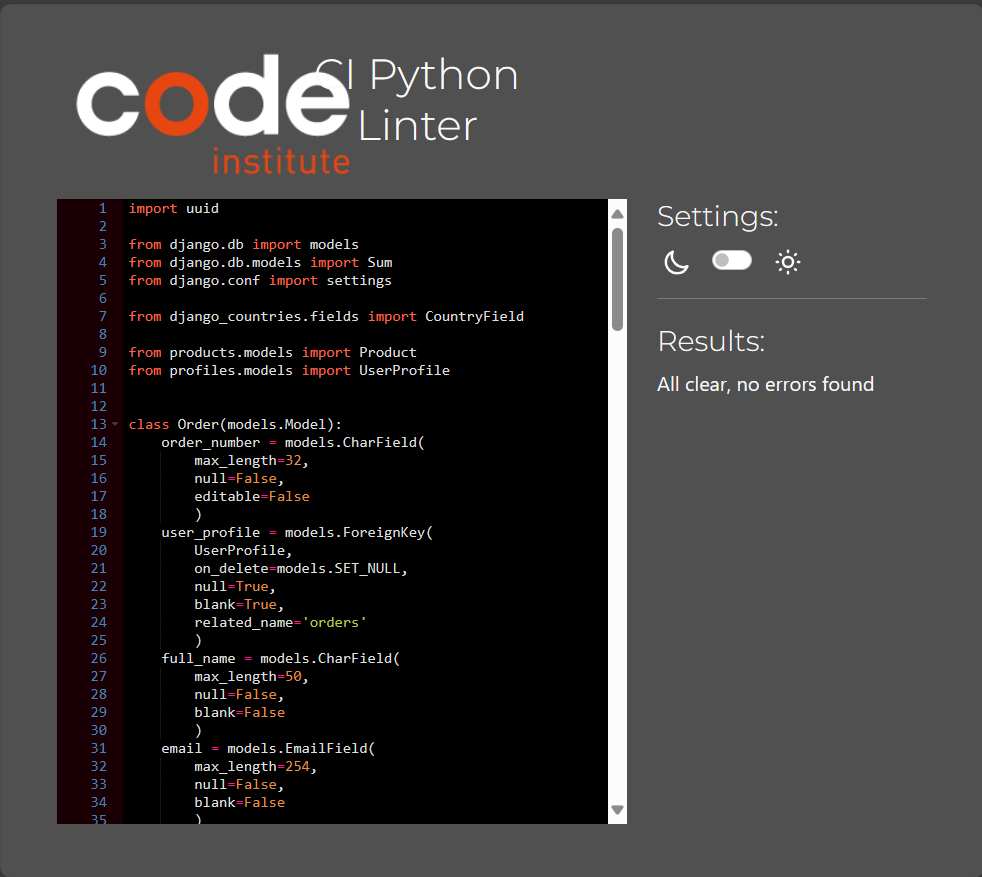 code
institute
CI Python
Linter
1 import uuid
2
3 from django.db import models
4 from django.db.models import Sum
5 from django.conf import settings
6
7 from django_countries.fields import CountryField
8
9 from products.models import Product
10 from profiles.models import UserProfile
11
12
13 class Order(models.Model):
14     order_number = models.CharField(
15         max_length=32,
16         null=False,
17         editable=False
18         )
19     user_profile = models.ForeignKey(
20         UserProfile,
21         on_delete=models.SET_NULL,
22         null=True,
23         blank=True,
24         related_name='orders'
25         )
26     full_name = models.CharField(
27         max_length=50,
28         null=False,
29         blank=False
30         )
31     email = models.EmailField(
32         max_length=254,
33         null=False,
34         blank=False
35         )
Settings:
Results:
All clear, no errors found